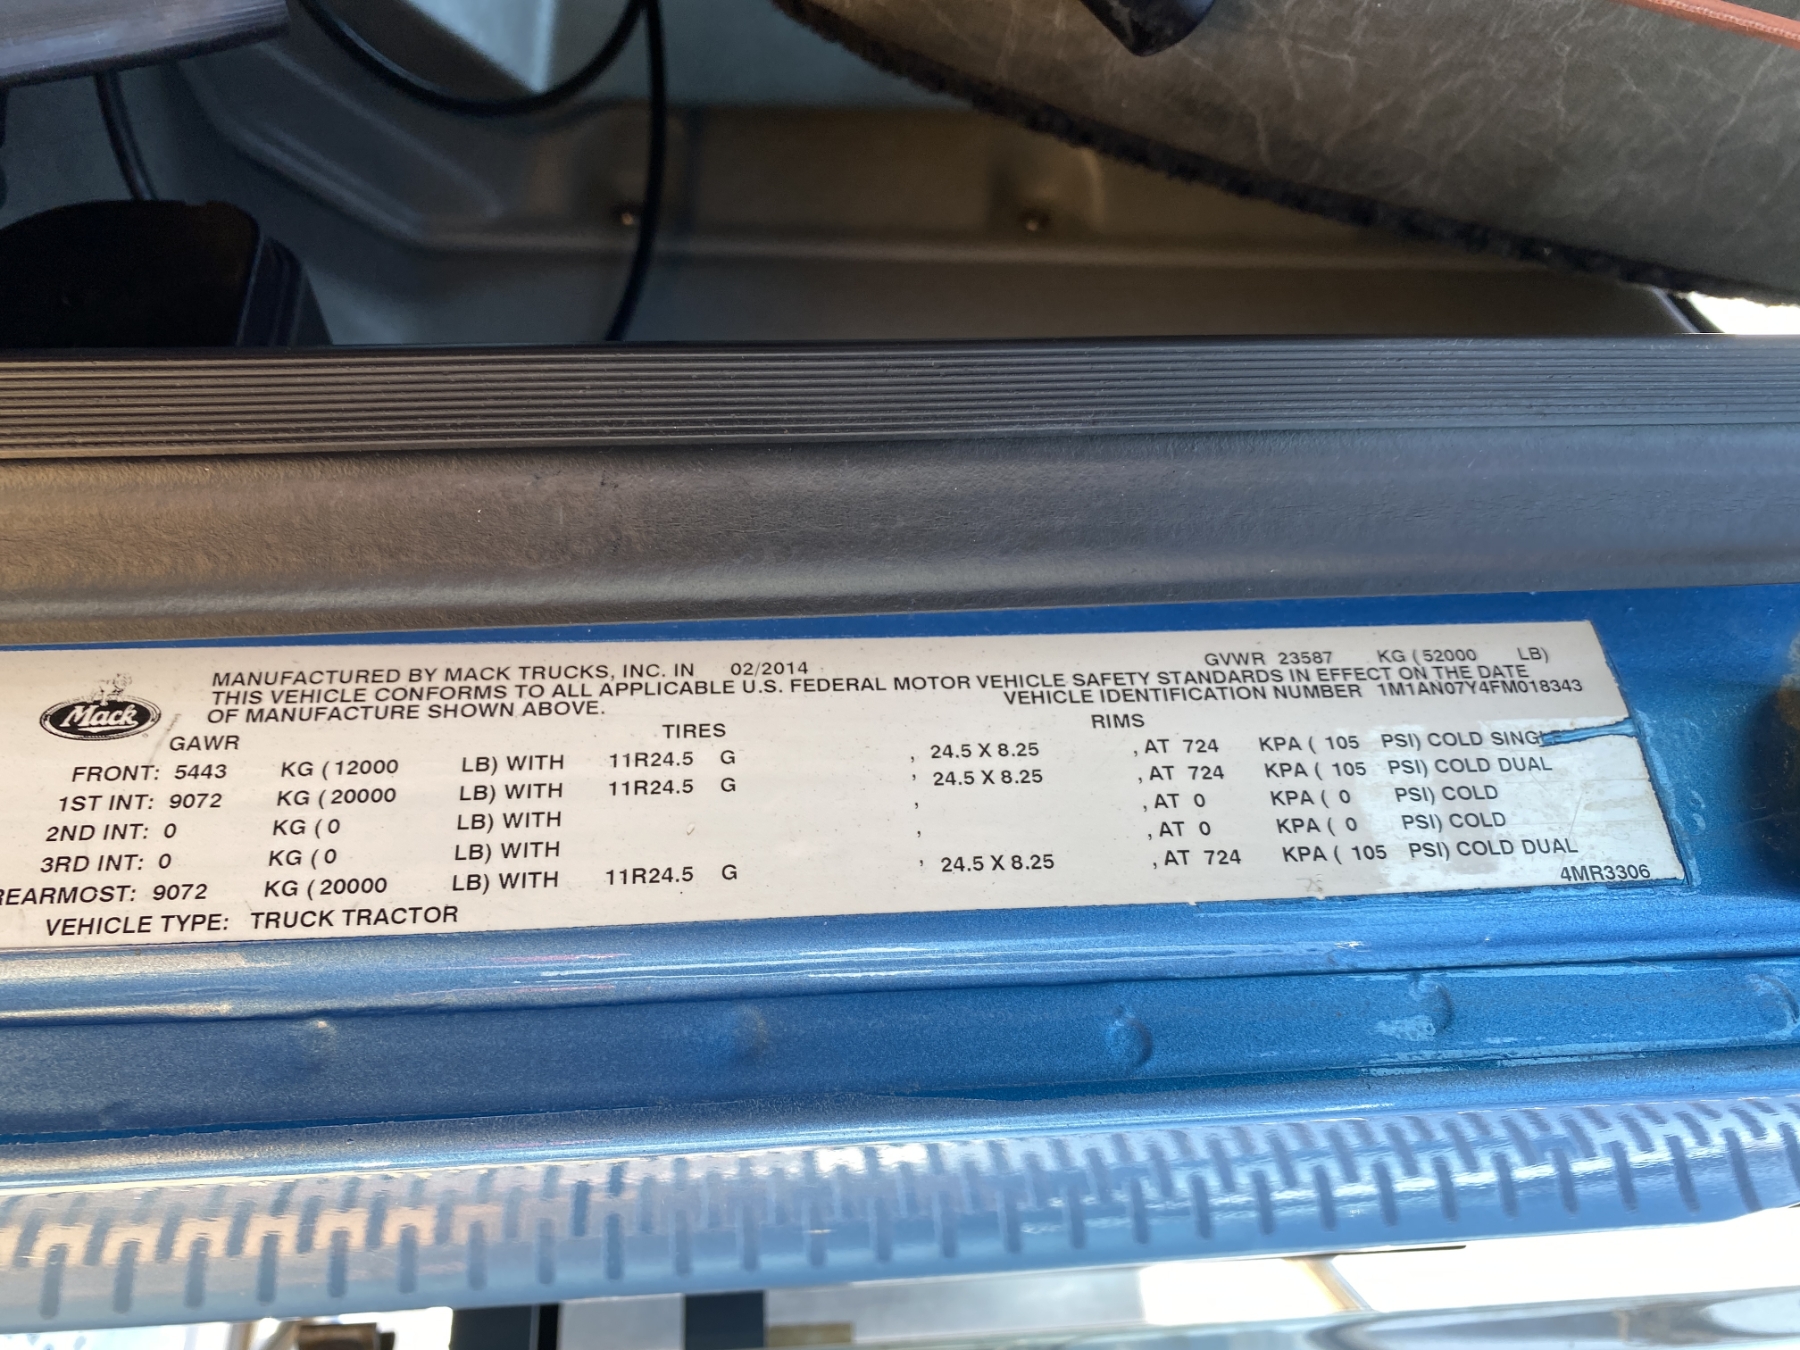 GVWR 23587 KG (52000 LB)
MANUFACTURED BY MACK TRUCKS, INC. IN 02/2014
THIS VEHICLE CONFORMS TO ALL APPLICABLE U.S. FEDERAL MOTOR VEHICLE SAFETY STANDARDS IN EFFECT ON THE DATE
OF MANUFACTURE SHOWN ABOVE. VEHICLE IDENTIFICATION NUMBER 1M1AN07Y4FM018343
Mack
GAWR TIRES RIMS
FRONT: 5443 KG (12000 LB) WITH 11R24.5 G , 24.5 X 8.25 , AT 724 KPA ( 105 PSI) COLD SINGLE
1ST INT: 9072 KG (20000 LB) WITH 11R24.5 G , 24.5 X 8.25 , AT 724 KPA ( 105 PSI) COLD DUAL
2ND INT: 0 KG (0 LB) WITH , , AT 0 KPA ( 0 PSI) COLD
3RD INT: 0 KG (0 LB) WITH , , AT 0 KPA ( 0 PSI) COLD
REARMOST: 9072 KG (20000 LB) WITH 11R24.5 G , 24.5 X 8.25 , AT 724 KPA ( 105 PSI) COLD DUAL
VEHICLE TYPE: TRUCK TRACTOR 4MR3306